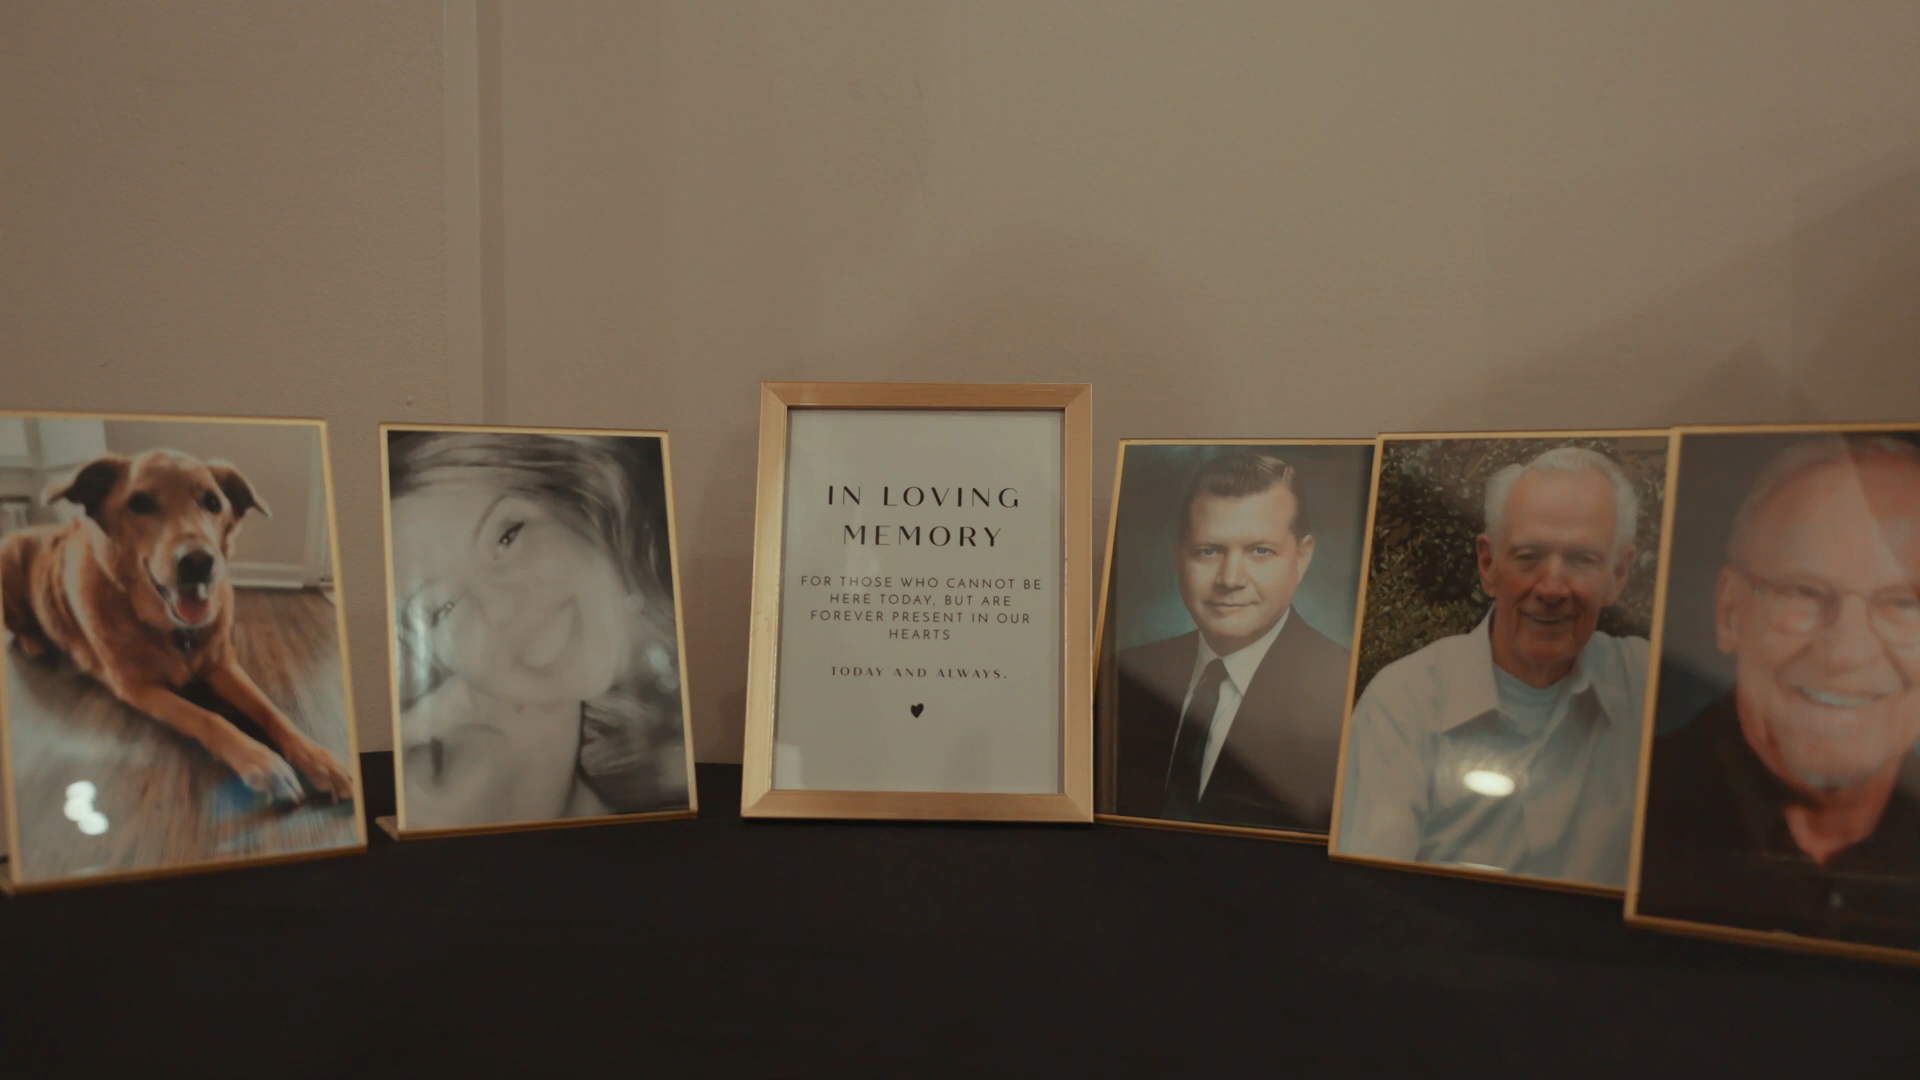 IN LOVING
MEMORY
FOR THOSE WHO CANNOT BE
HERE TODAY, BUT ARE
FOREVER PRESENT IN OUR
HEARTS
TODAY AND ALWAYS.